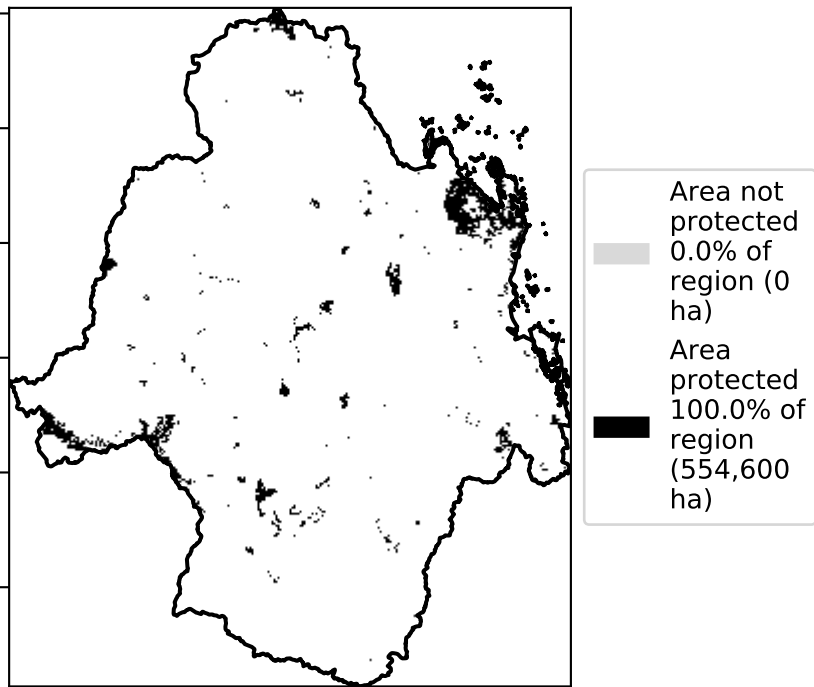 Area not
protected
0.0% of
region (0
ha)
Area
protected
100.0% of
region
(554,600
ha)